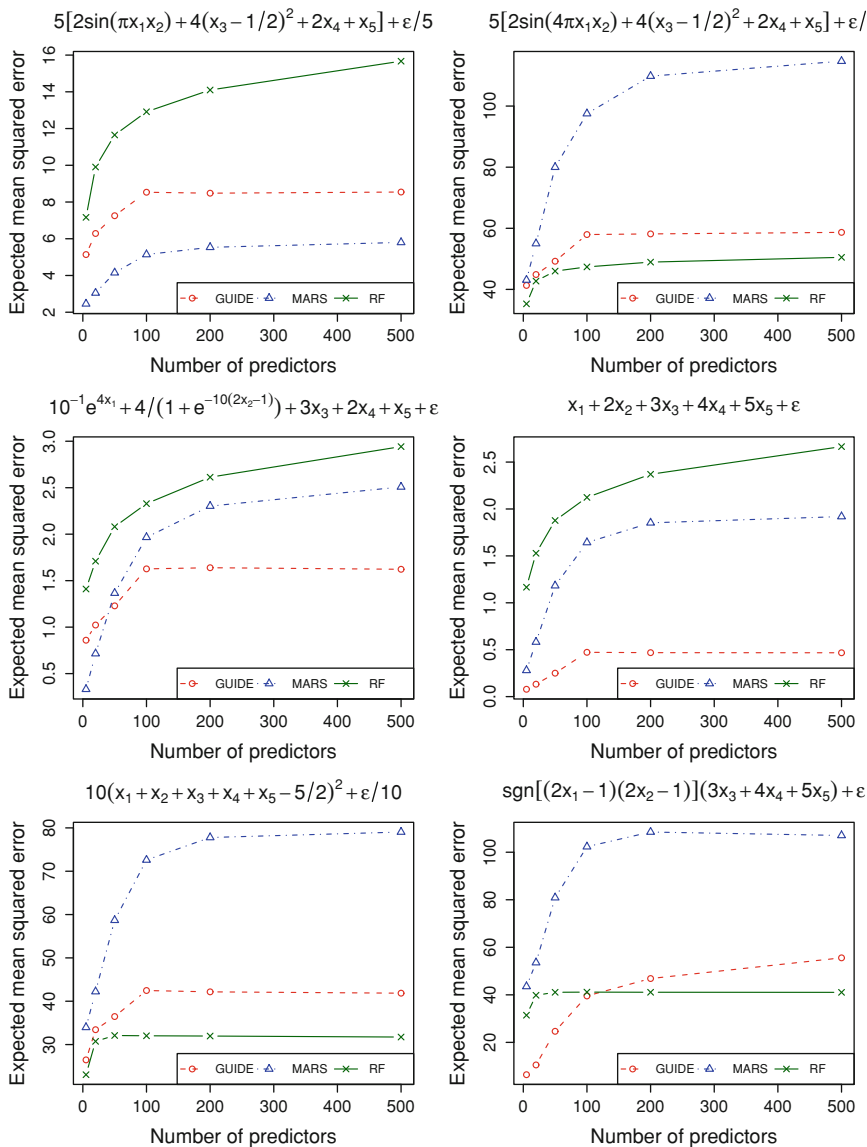 5[2sin(πx₁x₂)+4(x₃−1/2)²+2x₄+x₅]+ε/5
Expected mean squared error
16
14
12
10
8
6
4
2
GUIDE MARS RF
0 100 200 300 400 500
Number of predictors
5[2sin(4πx₁x₂)+4(x₃−1/2)²+2x₄+x₅]+ε/
Expected mean squared error
100
80
60
40
GUIDE MARS RF
0 100 200 300 400 500
Number of predictors
10⁻¹e^{4x₁}+4/(1+e^{−10(2x₂−1)})+3x₃+2x₄+x₅+ε
Expected mean squared error
3.0
2.5
2.0
1.5
1.0
0.5
GUIDE MARS RF
0 100 200 300 400 500
Number of predictors
x₁+2x₂+3x₃+4x₄+5x₅+ε
Expected mean squared error
2.5
2.0
1.5
1.0
0.5
0.0
GUIDE MARS RF
0 100 200 300 400 500
Number of predictors
10(x₁+x₂+x₃+x₄+x₅−5/2)²+ε/10
Expected mean squared error
80
70
60
50
40
30
GUIDE MARS RF
0 100 200 300 400 500
Number of predictors
sgn[(2x₁−1)(2x₂−1)](3x₃+4x₄+5x₅)+ε
Expected mean squared error
100
80
60
40
20
GUIDE MARS RF
0 100 200 300 400 500
Number of predictors